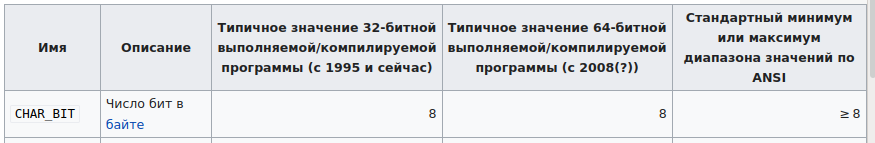 Имя
Описание
Типичное значение 32-битной
выполняемой/компилируемой
программы (с 1995 и сейчас)
Типичное значение 64-битной
выполняемой/компилируемой
программы (с 2008(?))
Стандартный минимум
или максимум
диапазона значений по
ANSI
CHAR_BIT
Число бит в
байте
8
8
≥ 8